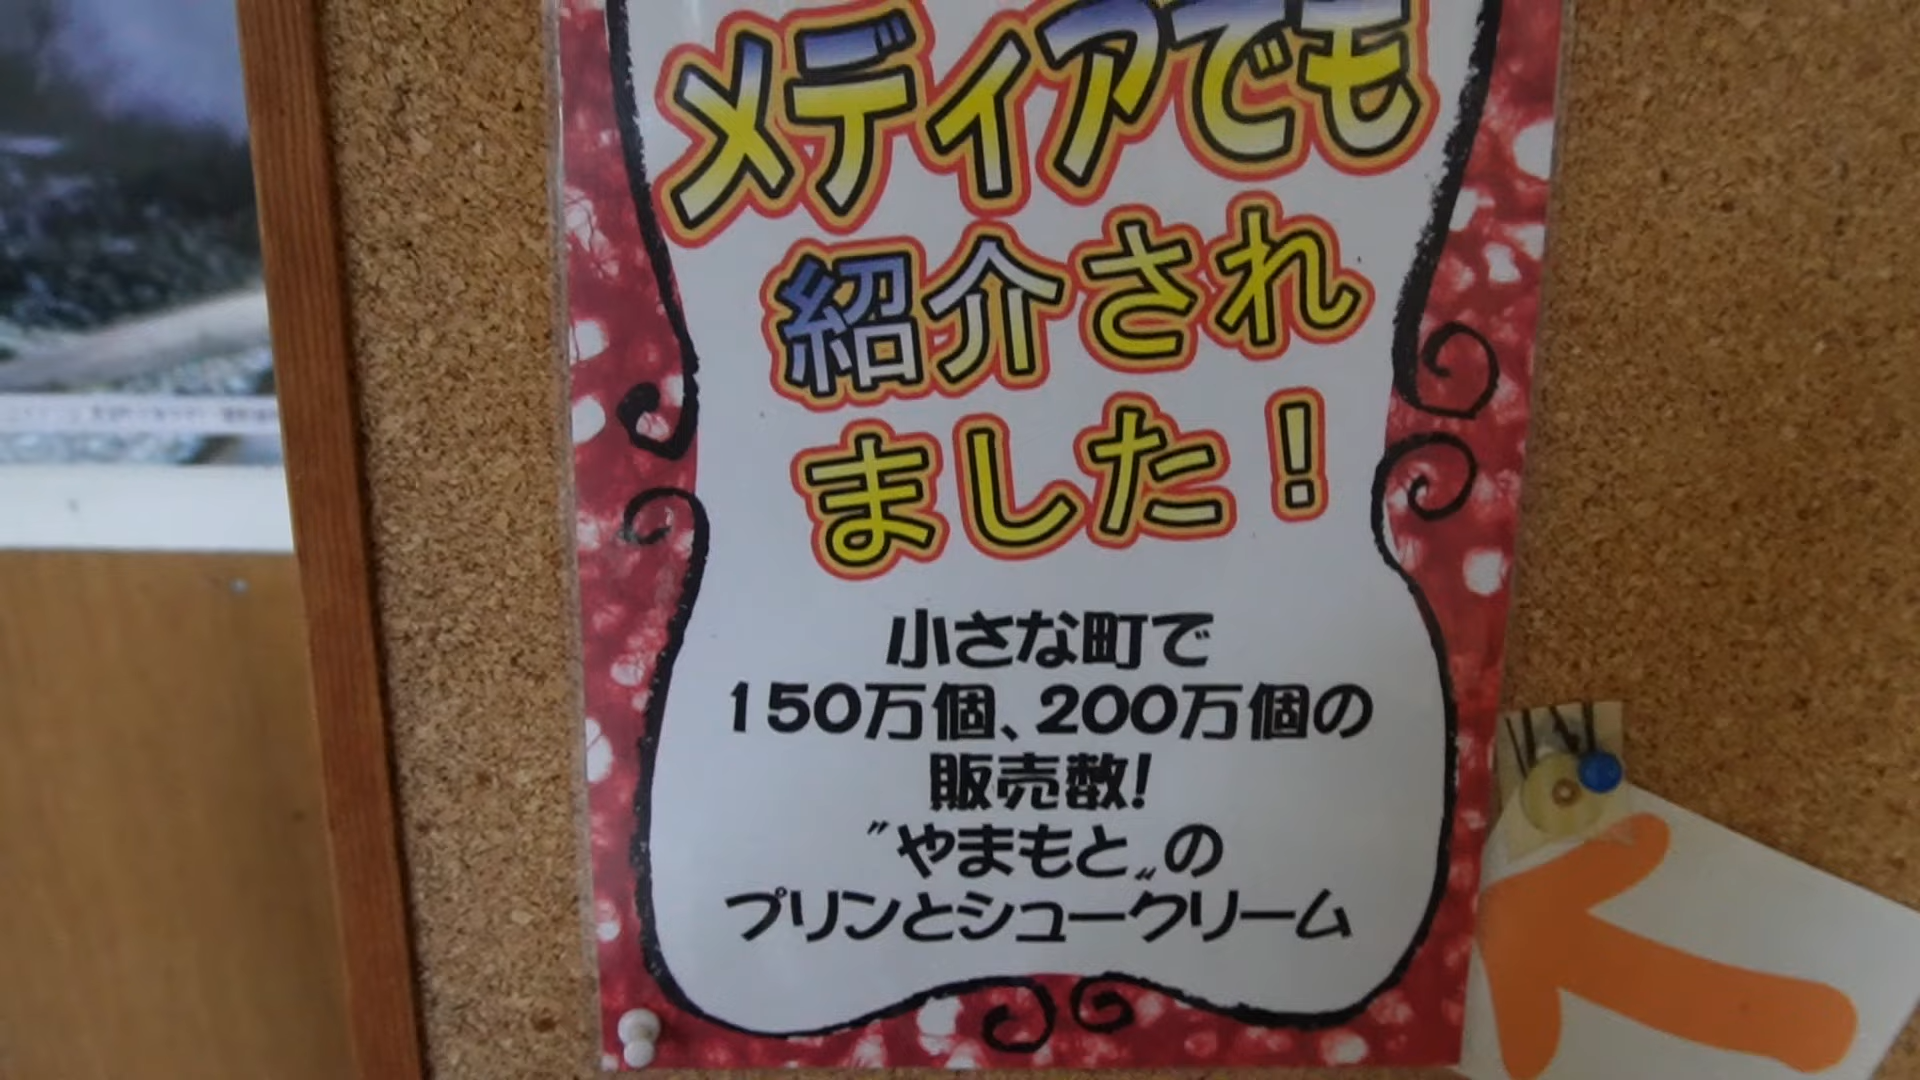 メディアでも
紹介され
ました!
小さな町で
150万個、200万個の
販売数!
〝やまもと〟の
プリンとシュークリーム